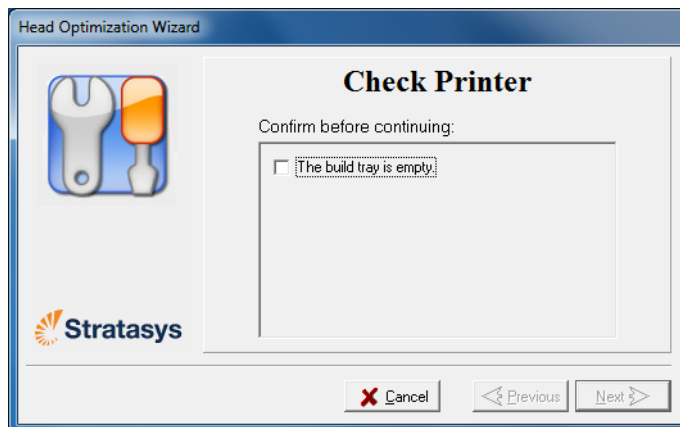 Head Optimization Wizard
Check Printer
Confirm before continuing:
The build tray is empty.
Stratasys
Cancel
Previous
Next